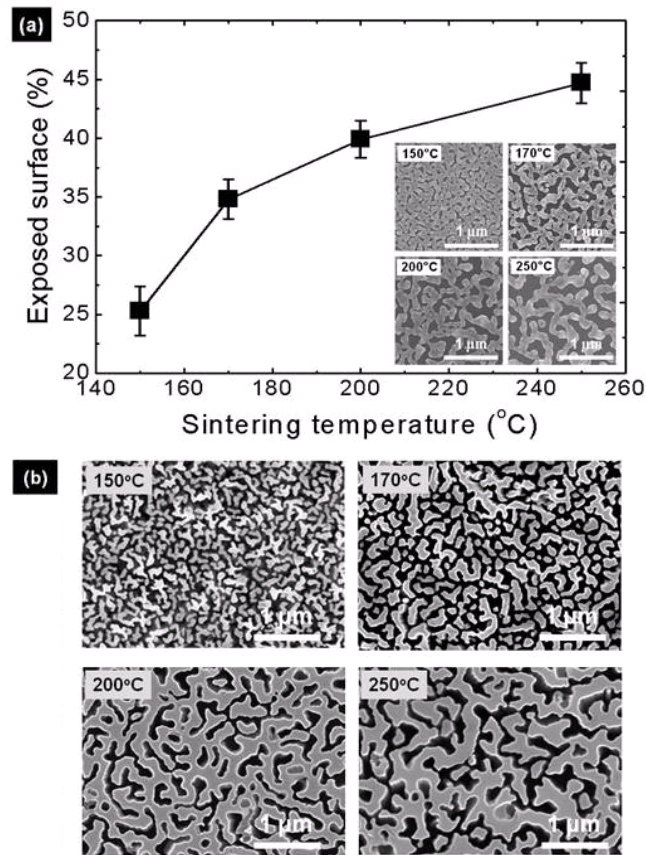 (a)
50
45
40
35
30
25
20
Exposed surface (%)
150°C
170°C
1 µm
1 µm
200°C
250°C
1 µm
1 µm
140 160 180 200 220 240 260
Sintering temperature (°C)
(b)
150°C
170°C
1 µm
1 µm
200°C
250°C
1 µm
1 µm